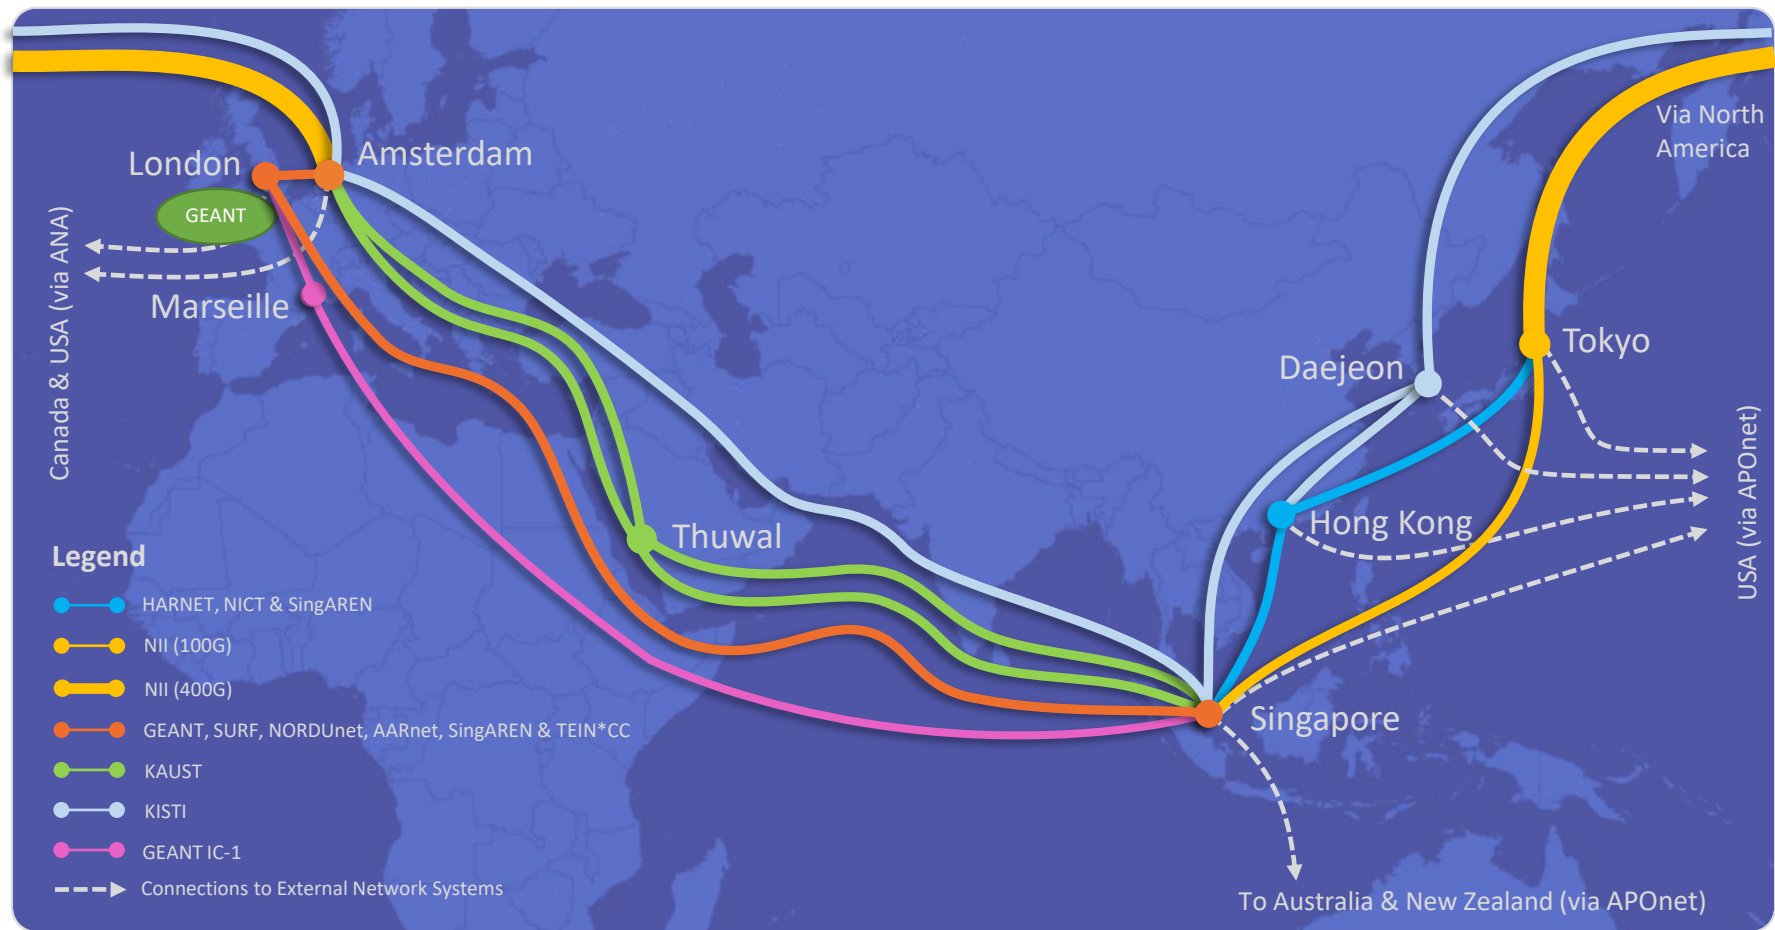 Via North
America
Amsterdam
London
GEANT
Canada & USA (via ANA)
Marseille
Tokyo
Daejeon
USA (via APOnet)
Hong Kong
Thuwal
Singapore
Legend
HARNET, NICT & SingAREN
NII (100G)
NII (400G)
GEANT, SURF, NORDUnet, AARnet, SingAREN & TEIN*CC
KAUST
KISTI
GEANT IC-1
Connections to External Network Systems
To Australia & New Zealand (via APOnet)